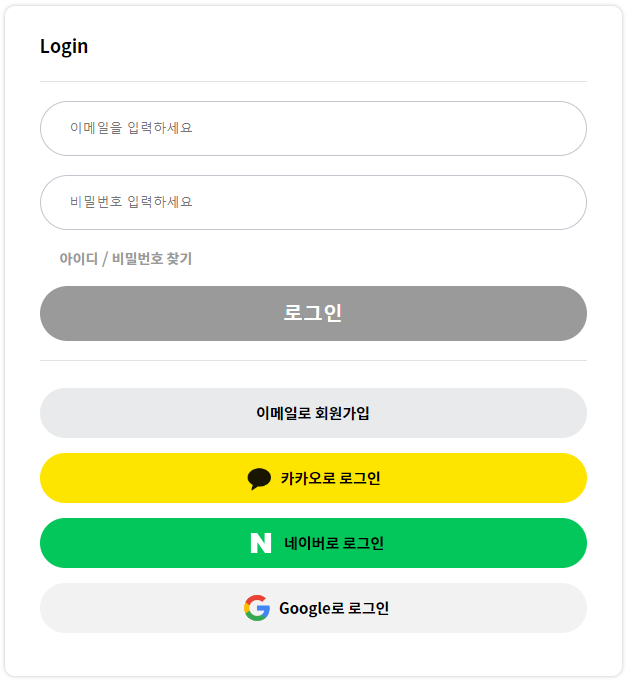 Login
이메일을 입력하세요
비밀번호 입력하세요
아이디 / 비밀번호 찾기
로그인
이메일로 회원가입
카카오로 로그인
N 네이버로 로그인
G Google로 로그인